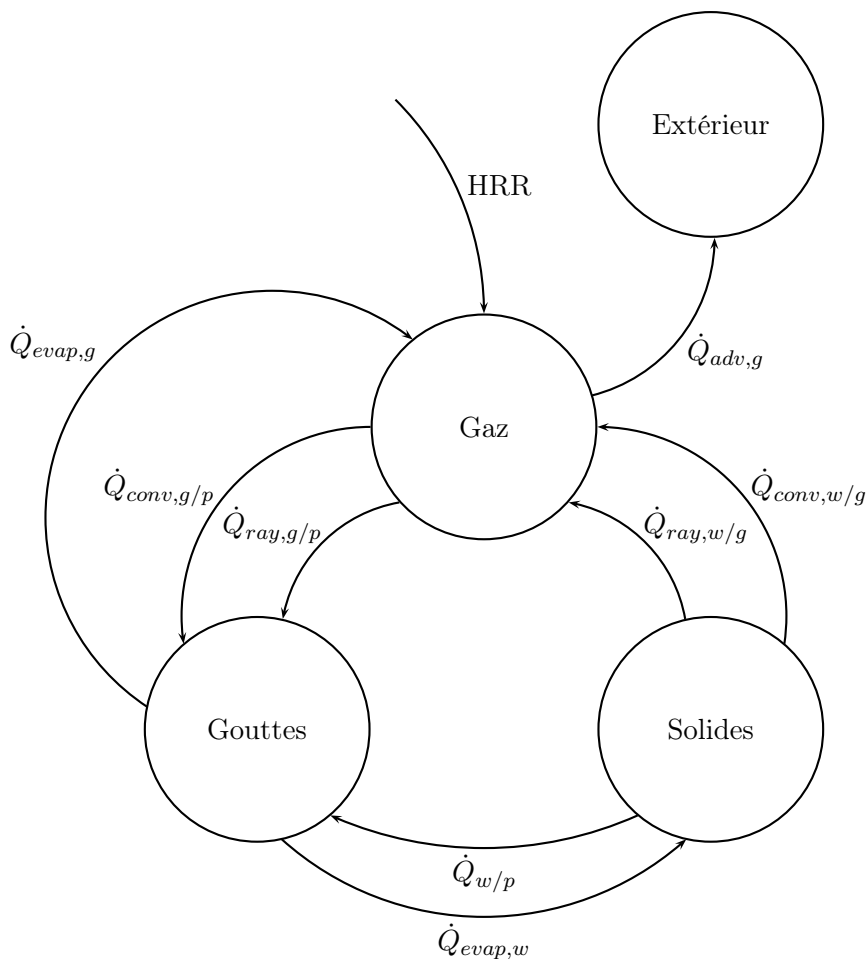 Extérieur
HRR
Q̇_{evap,g}
Q̇_{adv,g}
Gaz
Q̇_{conv,g/p}
Q̇_{conv,w/g}
Q̇_{ray,g/p}
Q̇_{ray,w/g}
Gouttes
Solides
Q̇_{w/p}
Q̇_{evap,w}